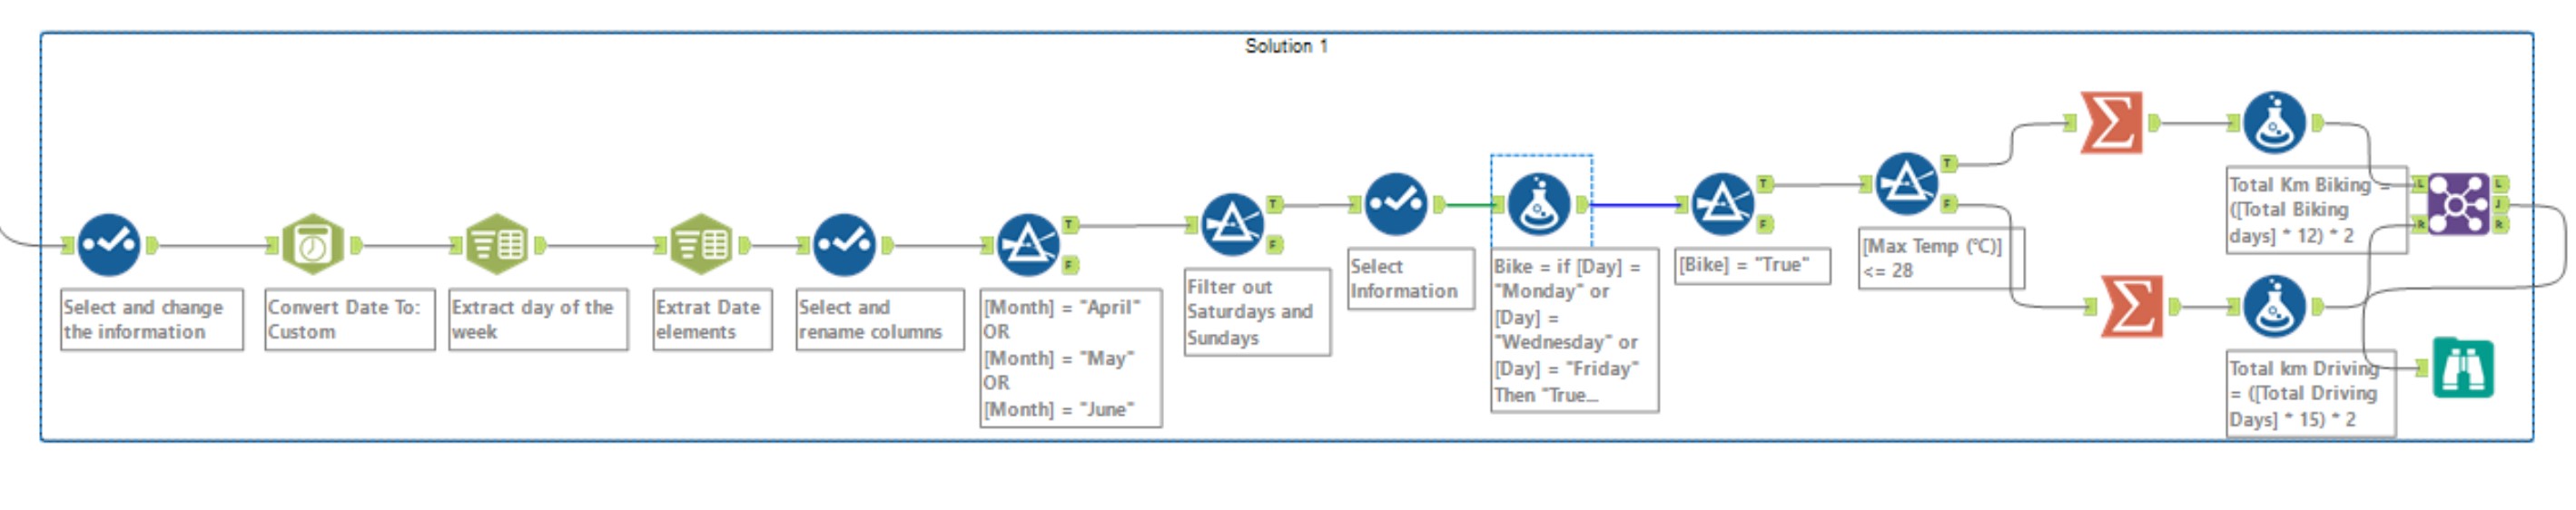 Solution 1
Select and change
the information
Convert Date To:
Custom
Extract day of the
week
Extrat Date
elements
Select and
rename columns
[Month] = "April"
OR
[Month] = "May"
OR
[Month] = "June"
T
F
Filter out
Saturdays and
Sundays
T
F
Select
Information
Bike = if [Day] =
"Monday" or
[Day] =
"Wednesday" or
[Day] = "Friday"
Then "True...
[Bike] = "True"
T
F
[Max Temp (°C)]
<= 28
T
F
Total Km Biking =
([Total Biking
days] * 12) * 2
Total km Driving
= ([Total Driving
Days] * 15) * 2
L
R
L
J
R